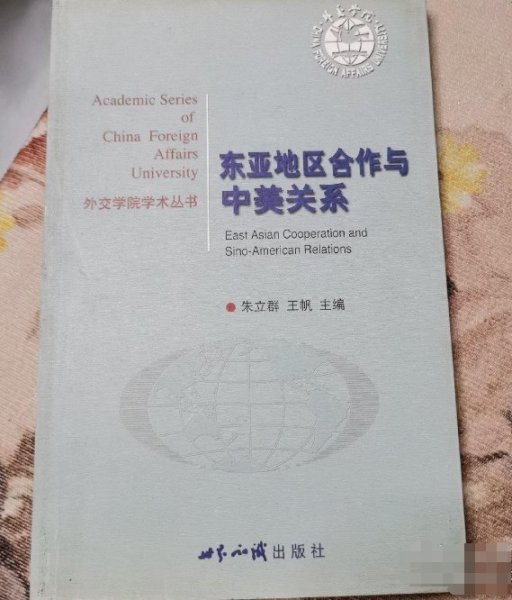 Academic Series
of
China Foreign
Affairs
University
外交学院学术丛书
东亚地区合作与
中美关系
East Asian Cooperation and
Sino-American Relations
朱立群 王帆 主编
世界知识出版社